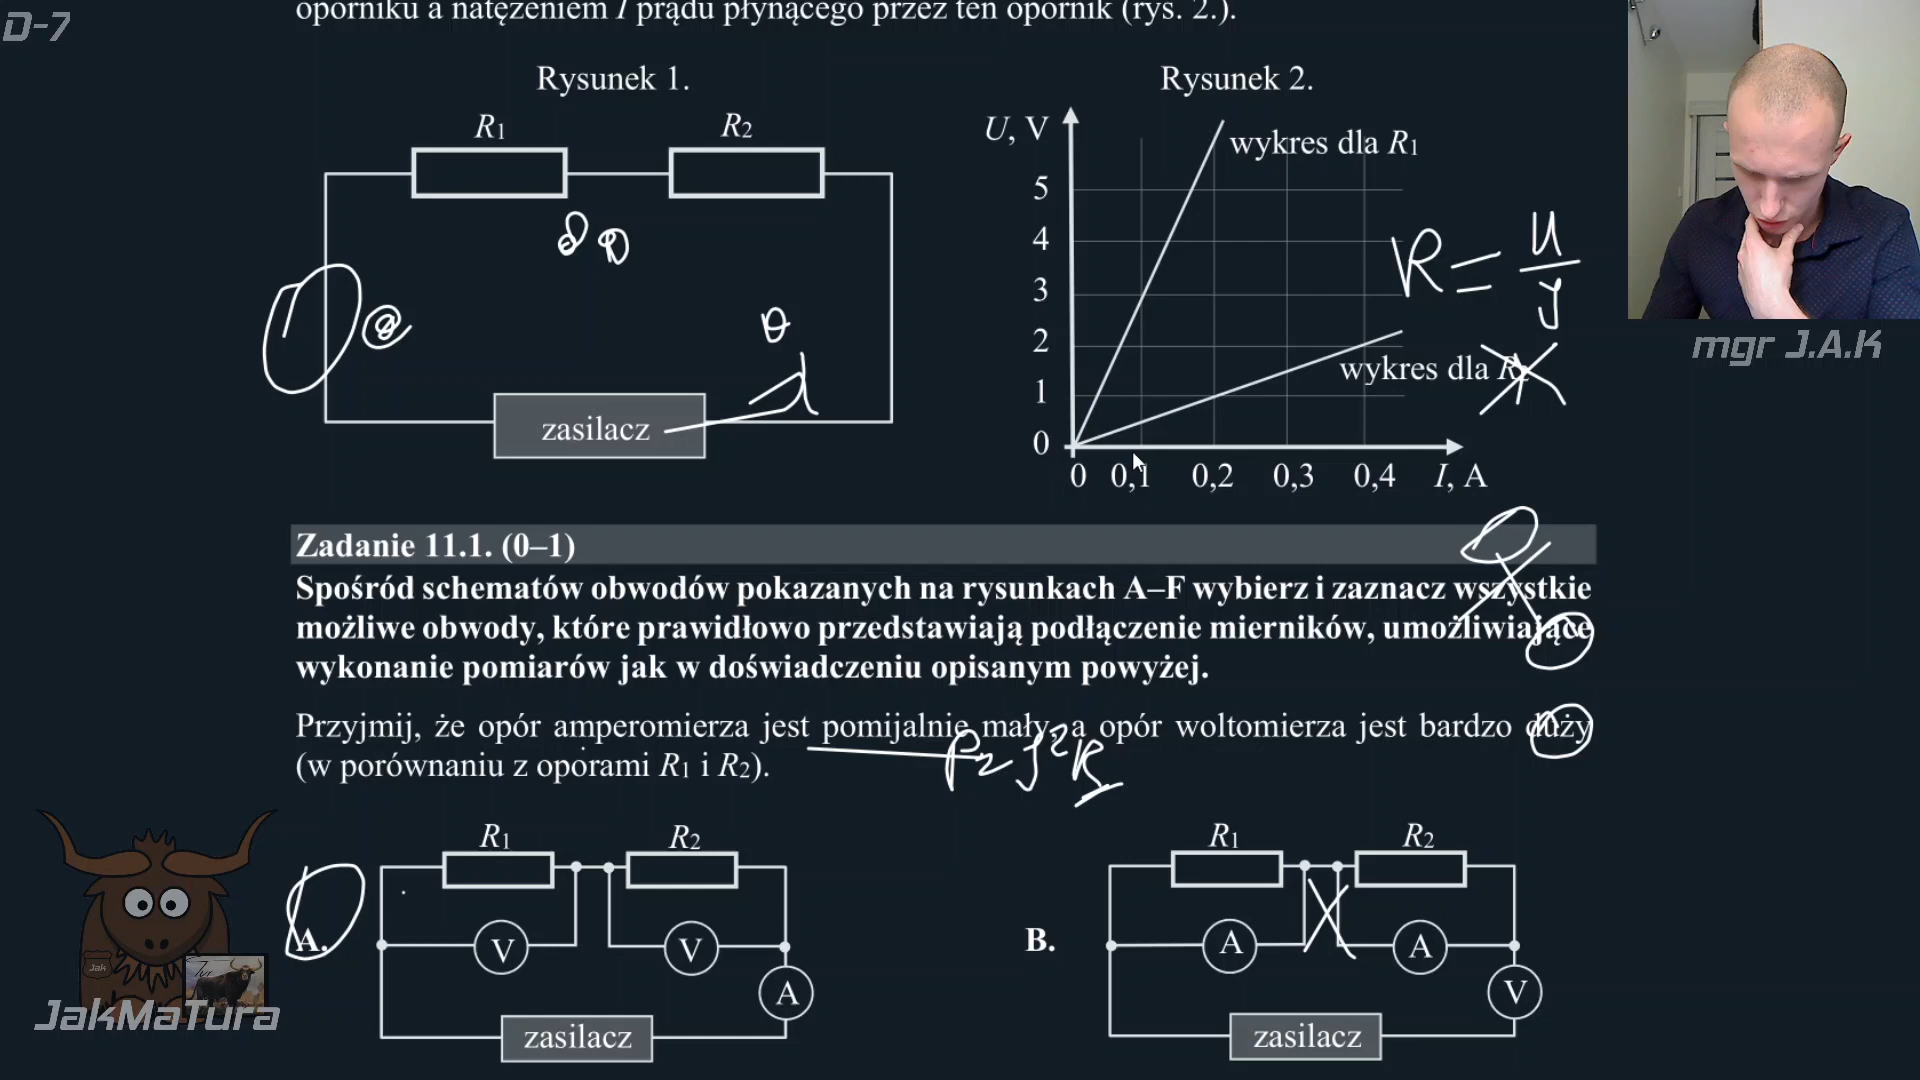 D-7
oporniku a natężeniem I prądu płynącego przez ten opornik (rys. 2.).
Rysunek 1.
R1
R2
zasilacz
Rysunek 2.
U, V
wykres dla R1
5
4
3
2
1
0
wykres dla
0 0,1 0,2 0,3 0,4 I, A
R = U
mgr J.A.K
Zadanie 11.1. (0–1)
Spośród schematów obwodów pokazanych na rysunkach A–F wybierz i zaznacz wszystkie
możliwe obwody, które prawidłowo przedstawiają podłączenie mierników, umożliwiające
wykonanie pomiarów jak w doświadczeniu opisanym powyżej.
Przyjmij, że opór amperomierza jest pomijalnie mały, a opór woltomierza jest bardzo duży
(w porównaniu z oporami R1 i R2).
A.
R1
R2
V
V
A
zasilacz
B.
R1
R2
A
A
V
zasilacz
Jak
Tur
JakMaTura